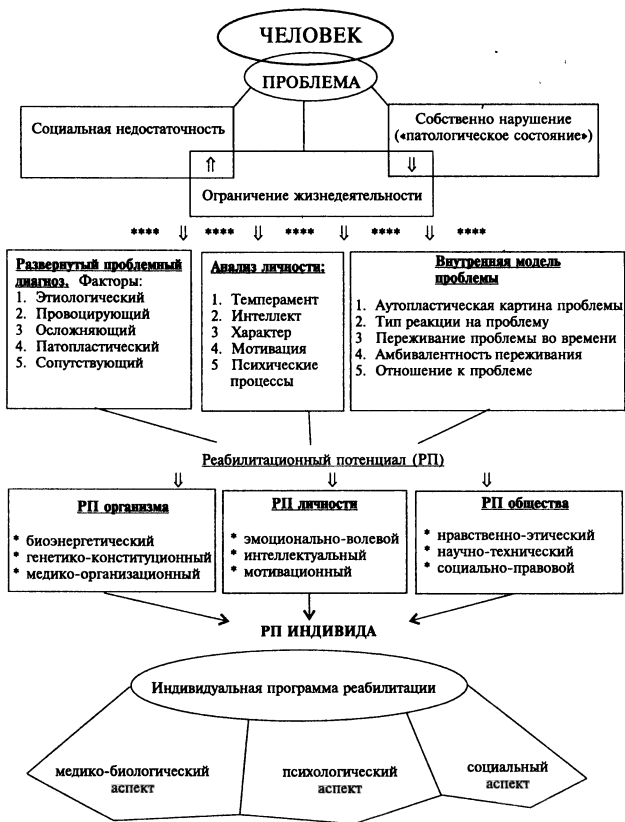 ЧЕЛОВЕК
ПРОБЛЕМА
Социальная недостаточность
Собственно нарушение
(«патологическое состояние»)
⇑ ⇓
Ограничение жизнедеятельности
**** ⇓ **** ⇓ **** ⇓ **** ⇓ ****
Развернутый проблемный
диагноз. Факторы:
1. Этиологический
2. Провоцирующий
3 Осложняющий
4. Патопластический
5. Сопутствующий
Анализ личности:
1. Темперамент
2. Интеллект
3 Характер
4. Мотивация
5 Психические
процессы
Внутренняя модель
проблемы
1. Аутопластическая картина проблемы
2. Тип реакции на проблему
3 Переживание проблемы во времени
4. Амбивалентность переживания
5. Отношение к проблеме
Реабилитационный потенциал (РП)
⇓ ⇓ ⇓
РП организма
* биоэнергетический
* генетико-конституционный
* медико-организационный
РП личности
* эмоционально-волевой
* интеллектуальный
* мотивационный
РП общества
* нравственно-этический
* научно-технический
* социально-правовой
РП ИНДИВИДА
Индивидуальная программа реабилитации
медико-биологический
аспект
психологический
аспект
социальный
аспект